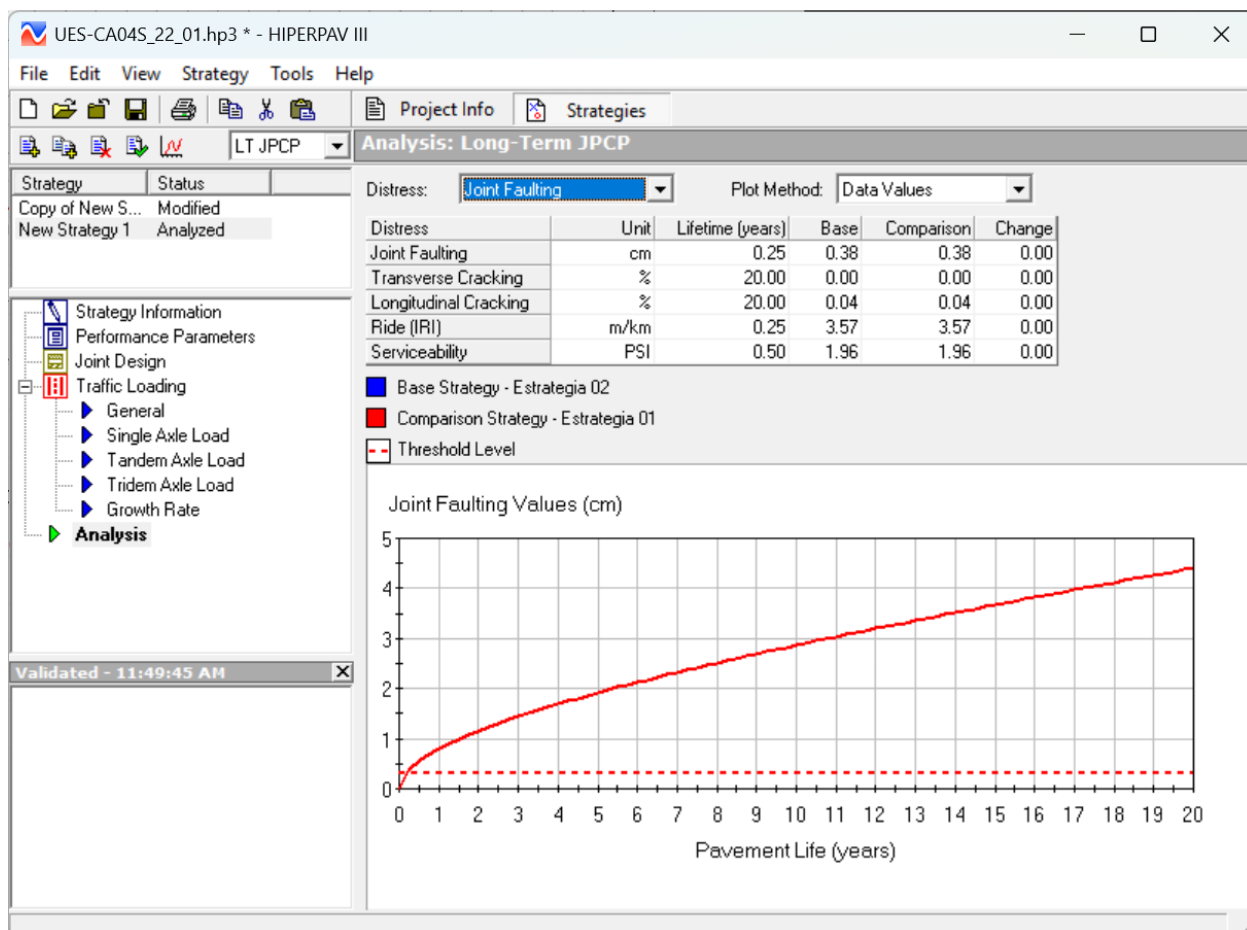 UES-CA04S_22_01.hp3 * - HIPERPAV III
File Edit View Strategy Tools Help
Project Info Strategies
LT JPCP
Analysis: Long-Term JPCP
Strategy Status
Copy of New S... Modified
New Strategy 1 Analyzed
Strategy Information
Performance Parameters
Joint Design
Traffic Loading
General
Single Axle Load
Tandem Axle Load
Tridem Axle Load
Growth Rate
Analysis
Validated - 11:49:45 AM
Distress: Joint Faulting Plot Method: Data Values
Distress Unit Lifetime (years) Base Comparison Change
Joint Faulting cm 0.25 0.38 0.38 0.00
Transverse Cracking % 20.00 0.00 0.00 0.00
Longitudinal Cracking % 20.00 0.04 0.04 0.00
Ride (IRI) m/km 0.25 3.57 3.57 0.00
Serviceability PSI 0.50 1.96 1.96 0.00
Base Strategy - Estrategia 02
Comparison Strategy - Estrategia 01
Threshold Level
Joint Faulting Values (cm)
5
4
3
2
1
0
0 1 2 3 4 5 6 7 8 9 10 11 12 13 14 15 16 17 18 19 20
Pavement Life (years)